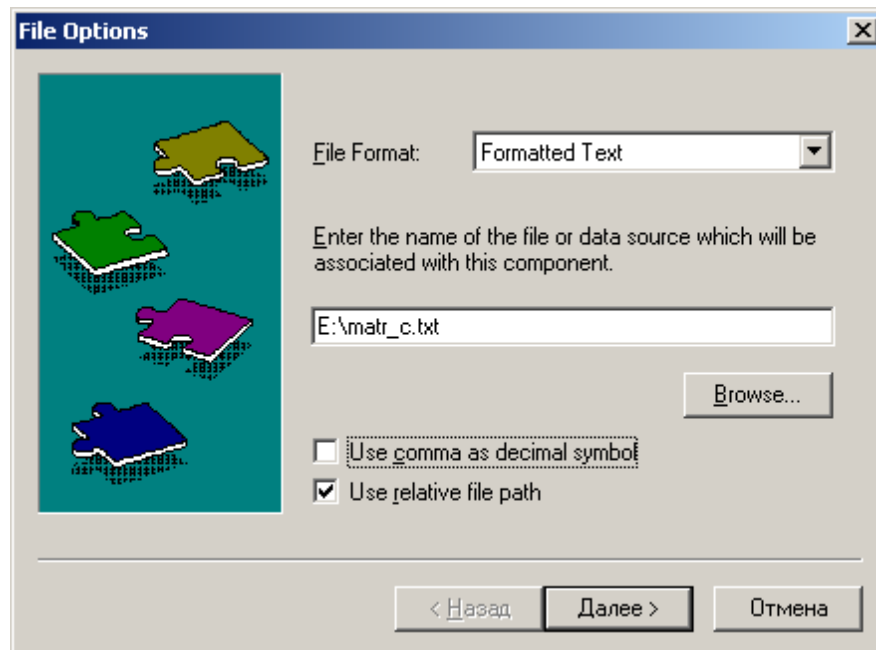 File Options
File Format: Formatted Text
Enter the name of the file or data source which will be
associated with this component.
E:\matr_c.txt
Browse...
Use comma as decimal symbol
Use relative file path
< Назад Далее > Отмена